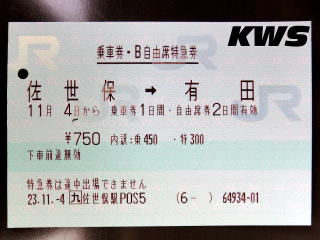 KWS
乗車券・B自由席特急券
佐世保 → 有田
11月 4日から 乗車券1日間・自由席券2日間有効
¥750 内訳:乗450 ・特300
下車前途無効
特急券は途中出場できません
23.11.-4 九佐世保駅POS5 (6- ) 64934-01